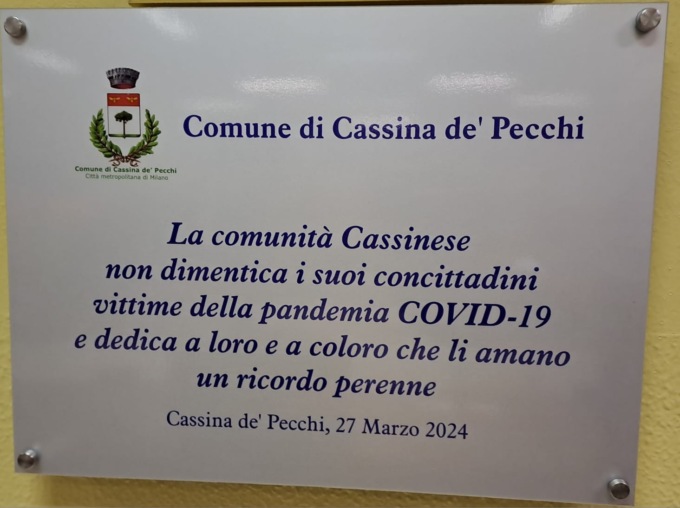 Comune di Cassina de' Pecchi
Comune di Cassina de' Pecchi
Città metropolitana di Milano
La comunità Cassinese
non dimentica i suoi concittadini
vittime della pandemia COVID-19
e dedica a loro e a coloro che li amano
un ricordo perenne
Cassina de' Pecchi, 27 Marzo 2024